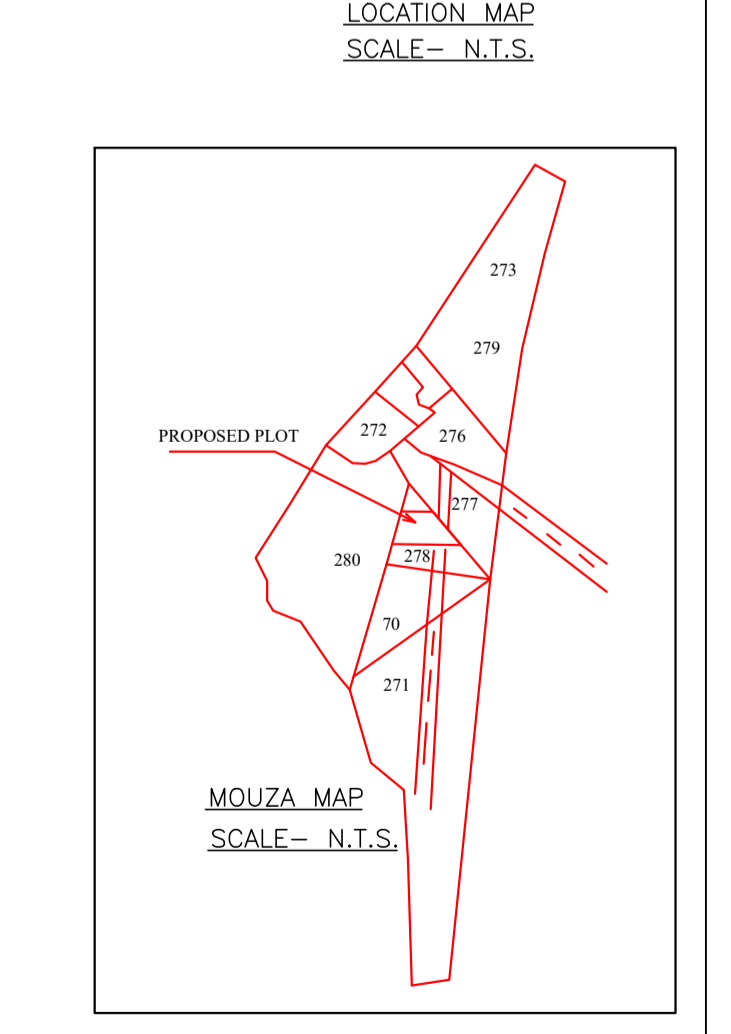 LOCATION MAP
SCALE– N.T.S.
273
279
272
276
PROPOSED PLOT
277
278
280
70
271
MOUZA MAP
SCALE– N.T.S.